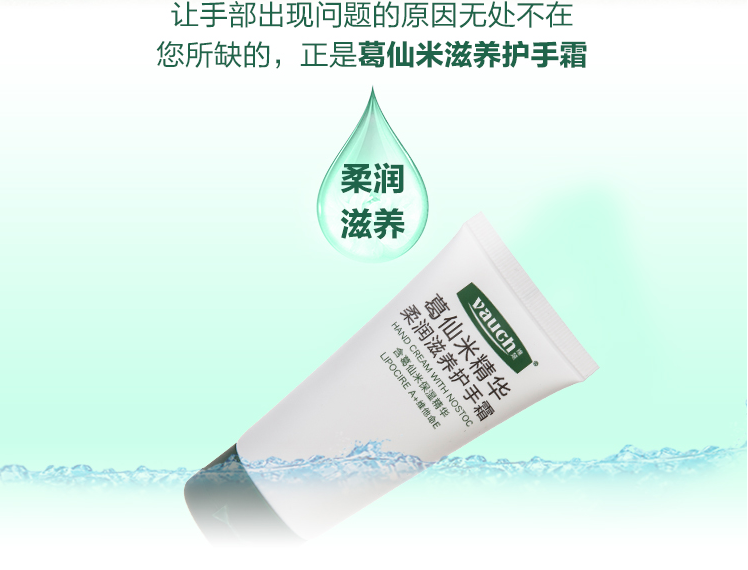 让手部出现问题的原因无处不在
您所缺的，正是葛仙米滋养护手霜
柔润
滋养
vauch
®
葛仙米精华
柔润滋养护手霜
HAND CREAM WITH NOSTOC
含葛仙米保湿精华
LIPOCIRE A+维他命E